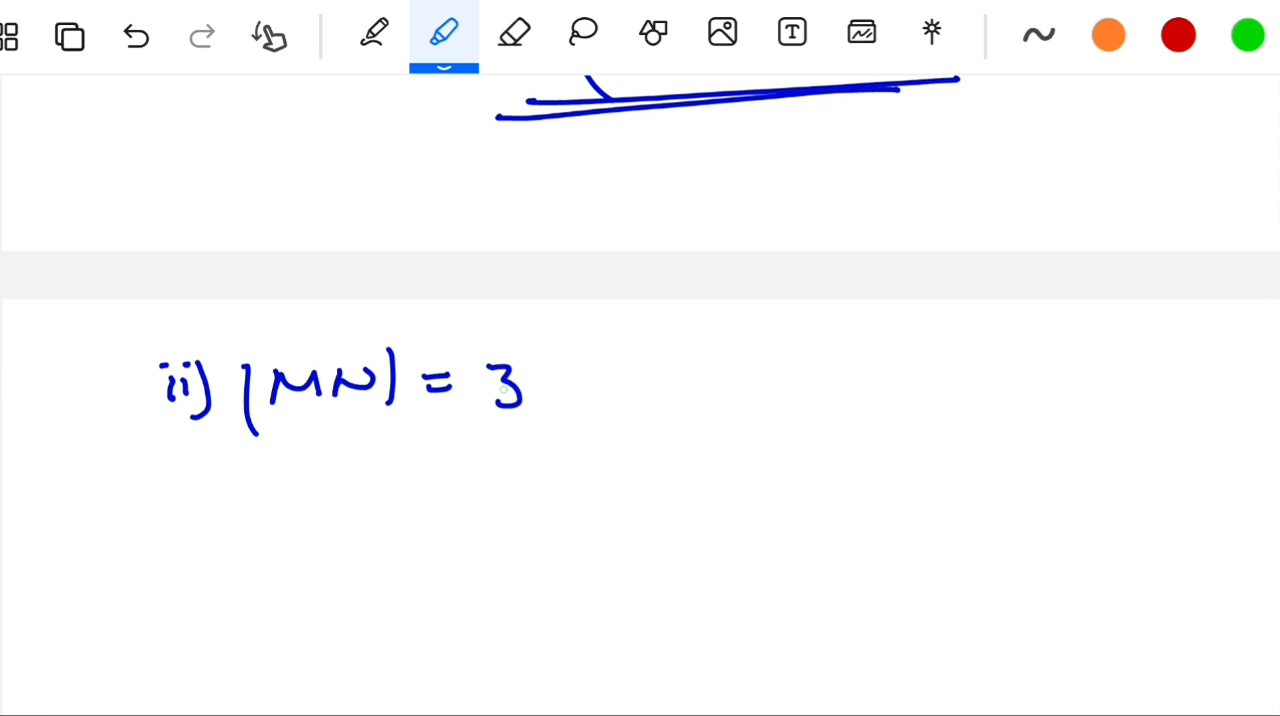 ii) |MN| = 3